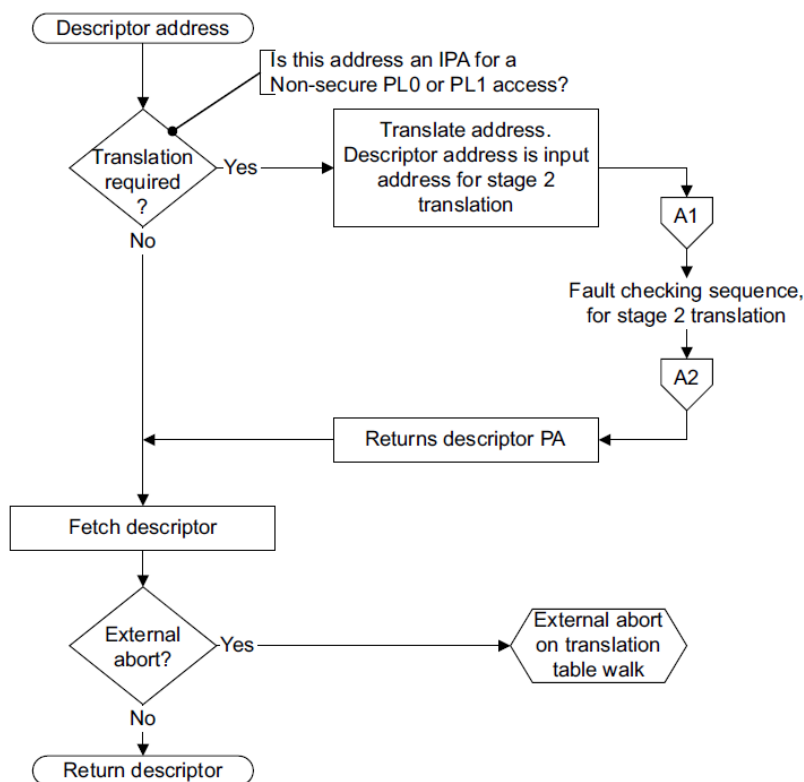 Descriptor address
Is this address an IPA for a
Non-secure PL0 or PL1 access?
Translation
required
?
Yes
Translate address.
Descriptor address is input
address for stage 2
translation
A1
No
Fault checking sequence,
for stage 2 translation
A2
Returns descriptor PA
Fetch descriptor
External
abort?
Yes
External abort
on translation
table walk
No
Return descriptor